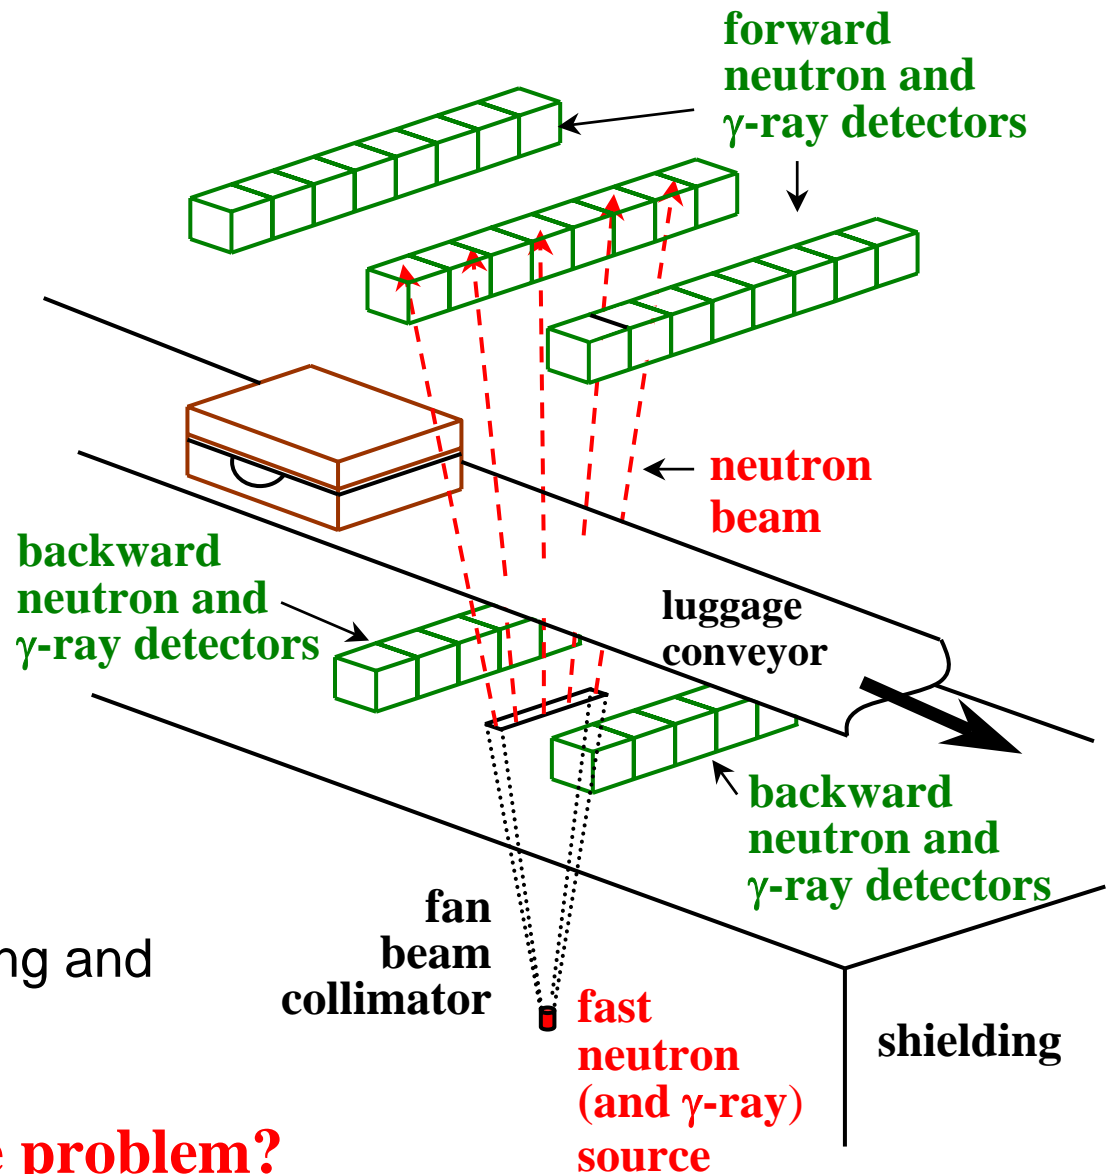 forward
neutron and
γ-ray detectors
neutron
beam
backward
neutron and
γ-ray detectors
luggage
conveyor
backward
neutron and
γ-ray detectors
fan
beam
collimator
ng and
fast
neutron
(and γ-ray)
source
shielding
e problem?